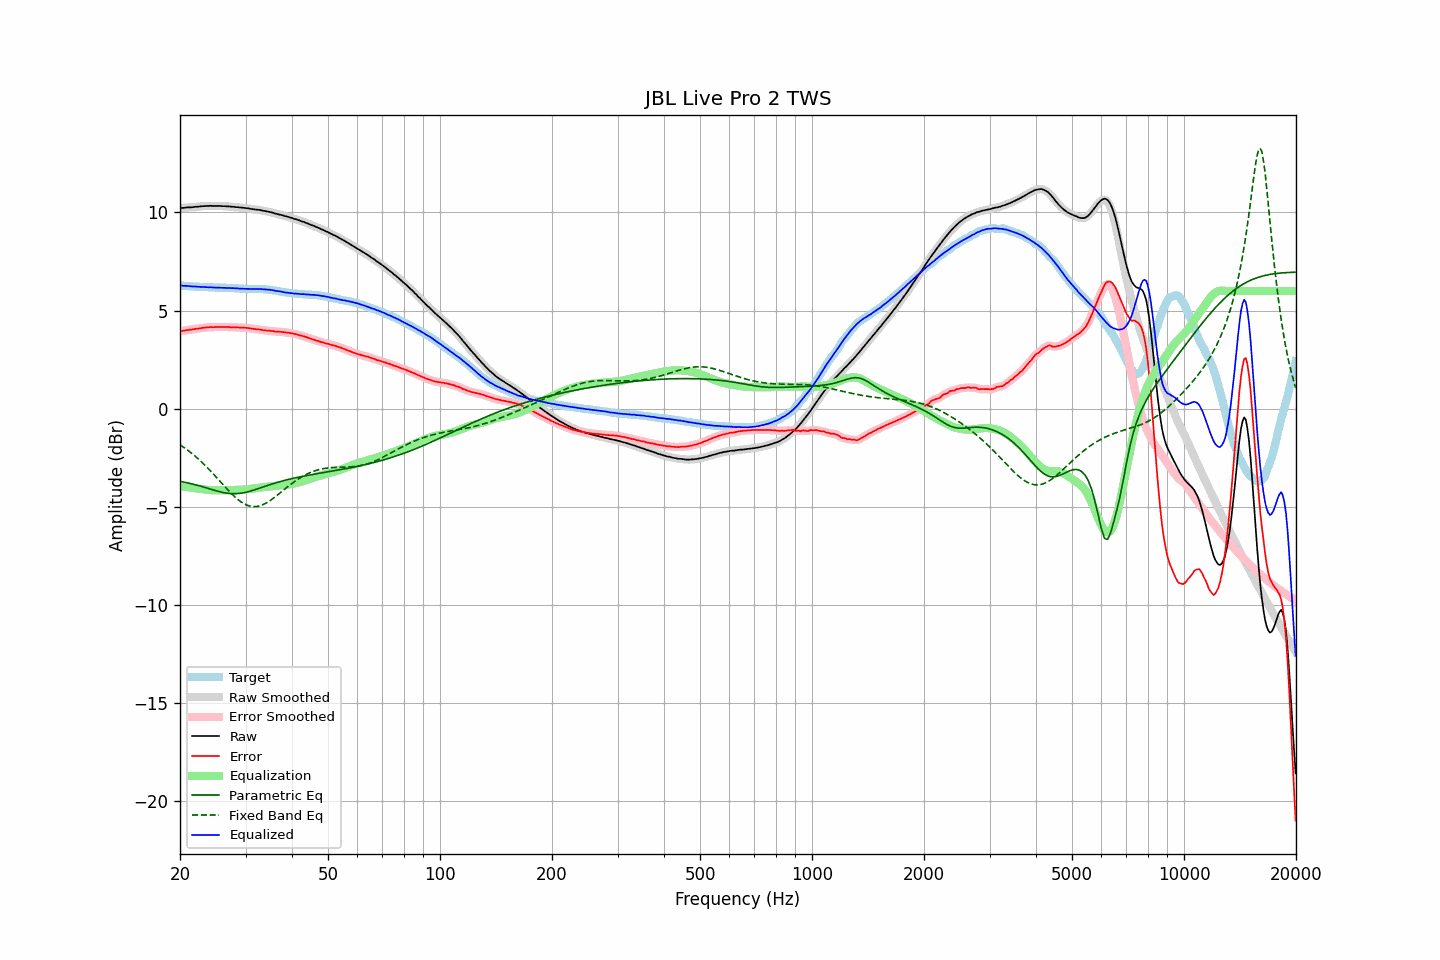 JBL Live Pro 2 TWS
Amplitude (dBr)
10
5
0
−5
−10
−15
−20
Target
Raw Smoothed
Error Smoothed
Raw
Error
Equalization
Parametric Eq
Fixed Band Eq
Equalized
20 50 100 200 500 1000 2000 5000 10000 20000
Frequency (Hz)